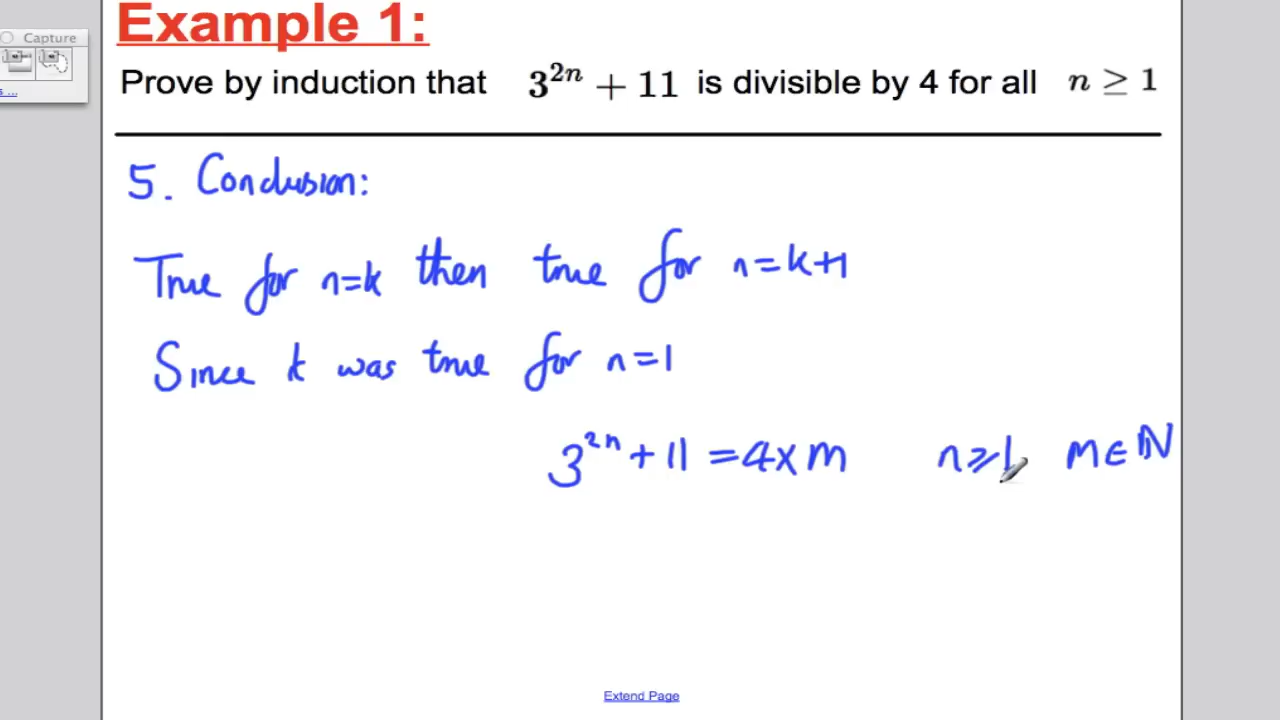 Example 1:
Capture
Prove by induction that 3^{2n} + 11 is divisible by 4 for all n ≥ 1
s ...
5. Conclusion:
True for n=k then true for n=k+1
Since it was true for n=1
3^{2n} + 11 = 4 x m n ≥ 1 m ∈ ℕ
Extend Page